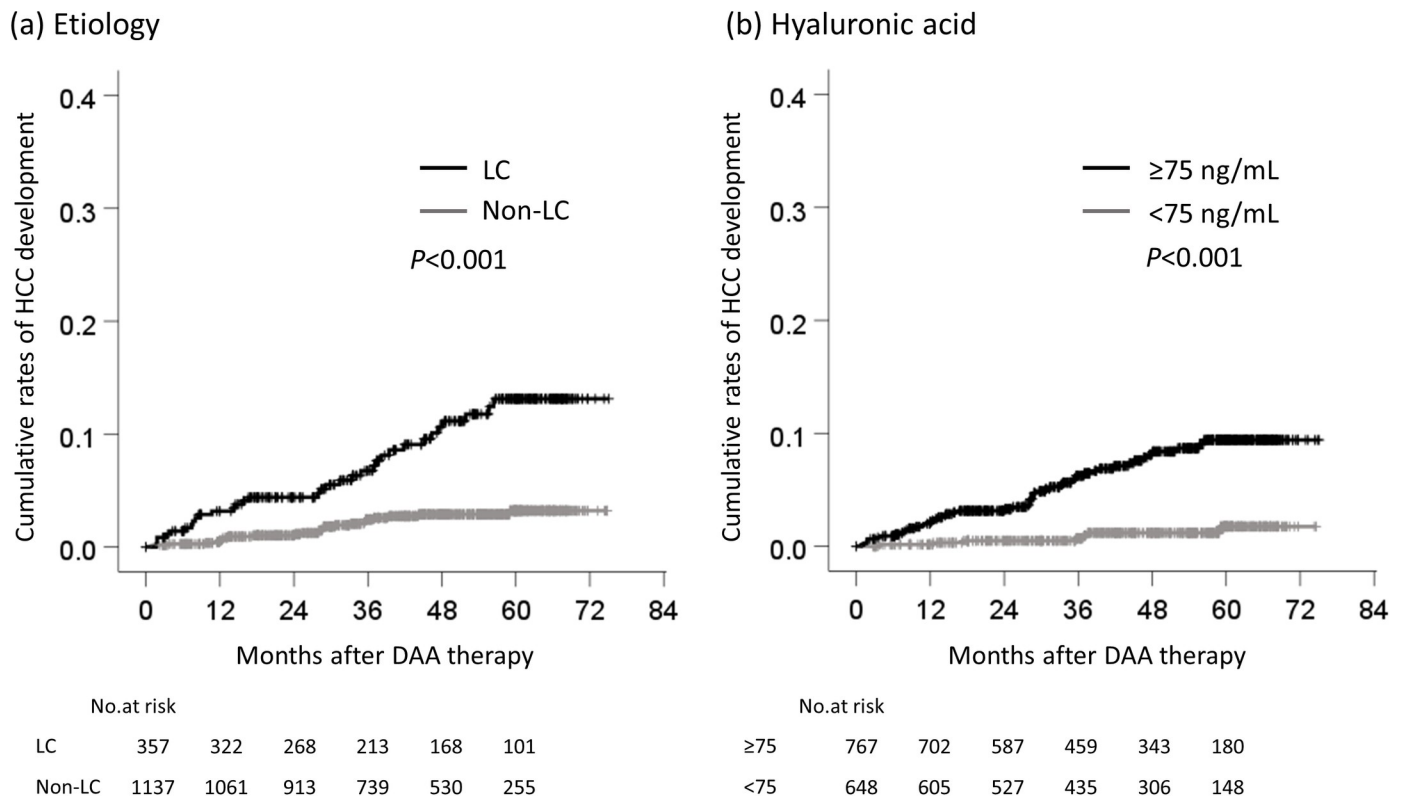 (a) Etiology
Cumulative rates of HCC development
0.4
0.3
0.2
0.1
0.0
LC
Non-LC
P<0.001
0 12 24 36 48 60 72 84
Months after DAA therapy
No.at risk
LC 357 322 268 213 168 101
Non-LC 1137 1061 913 739 530 255
(b) Hyaluronic acid
Cumulative rates of HCC development
0.4
0.3
0.2
0.1
0.0
≥75 ng/mL
<75 ng/mL
P<0.001
0 12 24 36 48 60 72 84
Months after DAA therapy
No.at risk
≥75 767 702 587 459 343 180
<75 648 605 527 435 306 148